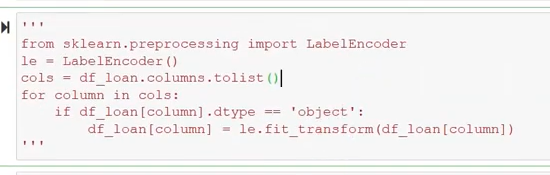 '''
from sklearn.preprocessing import LabelEncoder
le = LabelEncoder()
cols = df_loan.columns.tolist()
for column in cols:
    if df_loan[column].dtype == 'object':
        df_loan[column] = le.fit_transform(df_loan[column])
'''